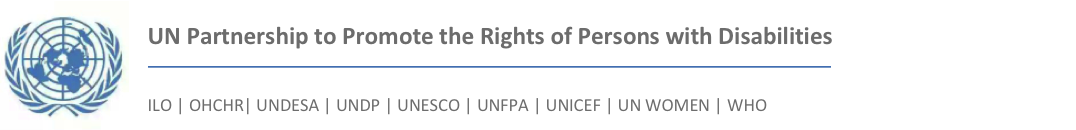 UN Partnership to Promote the Rights of Persons with Disabilities
ILO | OHCHR| UNDESA | UNDP | UNESCO | UNFPA | UNICEF | UN WOMEN | WHO